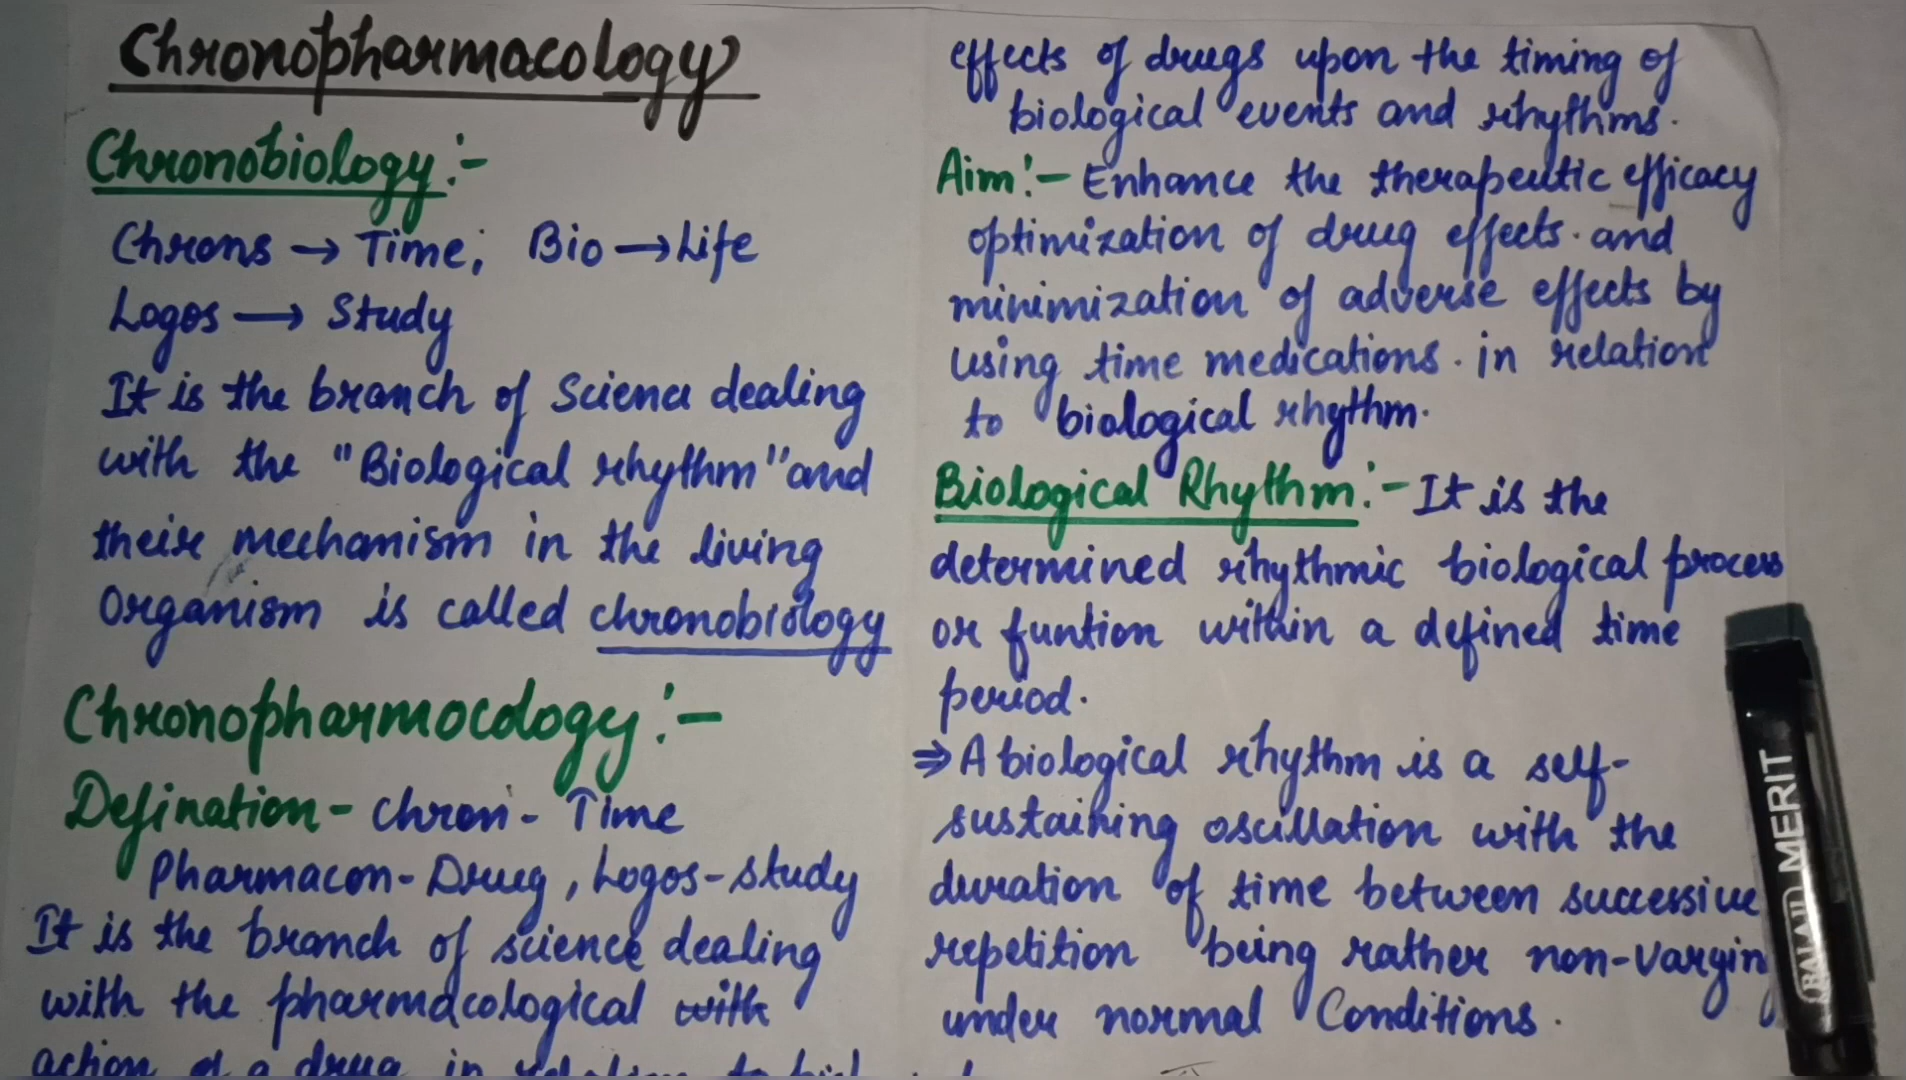 Chronopharmacology
Chronobiology:-
Chrons → Time; Bio → Life
Logos → Study
It is the branch of Science dealing
with the "Biological rhythm" and
their mechanism in the living
Organism is called chronobiology
Chronopharmocology:-
Defination - Chron - Time
Pharmacon - Drug, Logos - study
It is the branch of science dealing
with the pharmacological with
action of a drug in relation to
effects of drugs upon the timing of
biological events and rhythms.
Aim:- Enhance the therapeutic efficacy
optimization of drug effects. and
minimization of adverse effects by
using time medications. in relation
to biological rhythm.
Biological Rhythm:- It is the
determined rhythmic biological process
or funtion within a defined time
period.
⇒ A biological rhythm is a self-
sustaining oscillation with the
duration of time between successive
repetition being rather non-varying
under normal Conditions.
MERIT